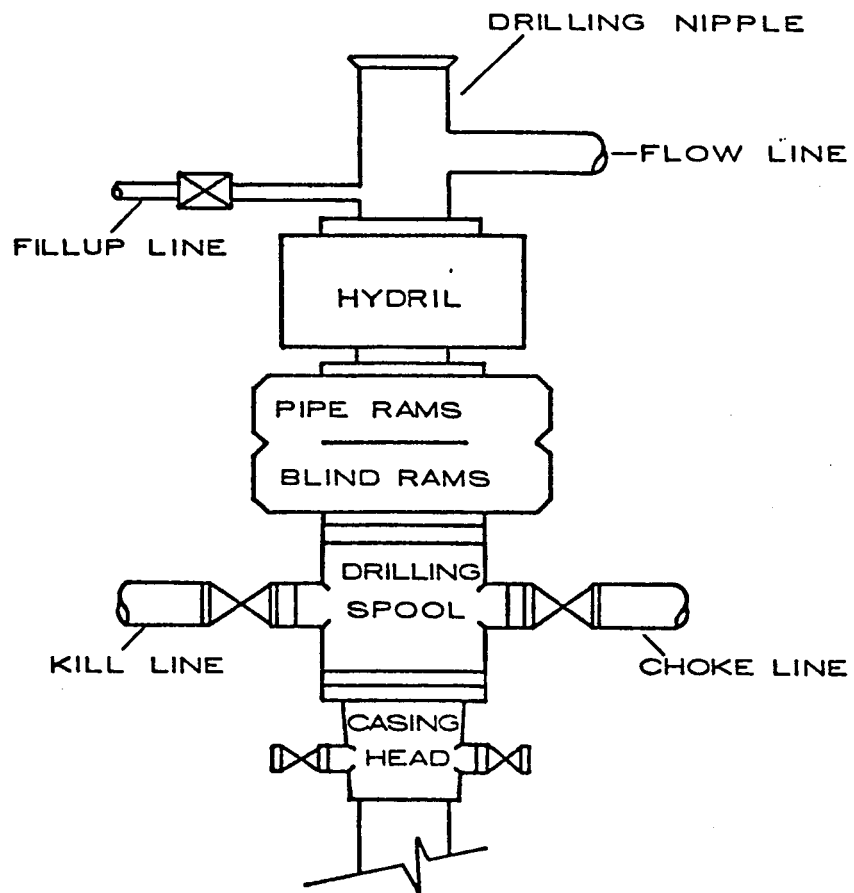 DRILLING NIPPLE
FLOW LINE
FILLUP LINE
HYDRIL
PIPE RAMS
BLIND RAMS
DRILLING
SPOOL
KILL LINE
CHOKE LINE
CASING
HEAD